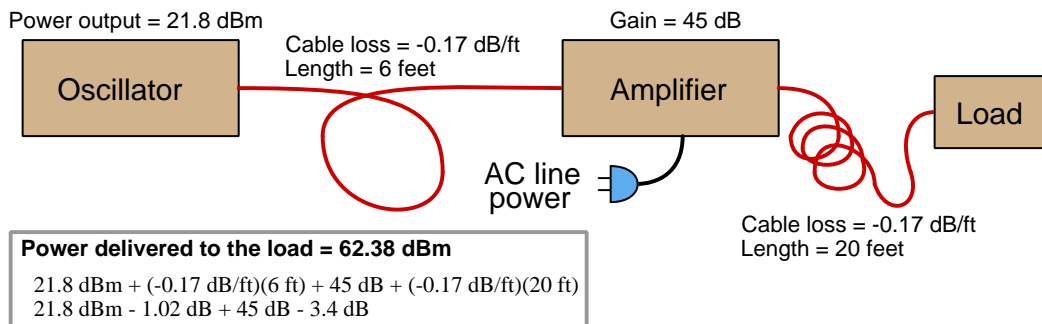 Power output = 21.8 dBm
Gain = 45 dB
Cable loss = -0.17 dB/ft
Length = 6 feet
Oscillator
Amplifier
Load
AC line
power
Cable loss = -0.17 dB/ft
Length = 20 feet
Power delivered to the load = 62.38 dBm
21.8 dBm + (-0.17 dB/ft)(6 ft) + 45 dB + (-0.17 dB/ft)(20 ft)
21.8 dBm - 1.02 dB + 45 dB - 3.4 dB